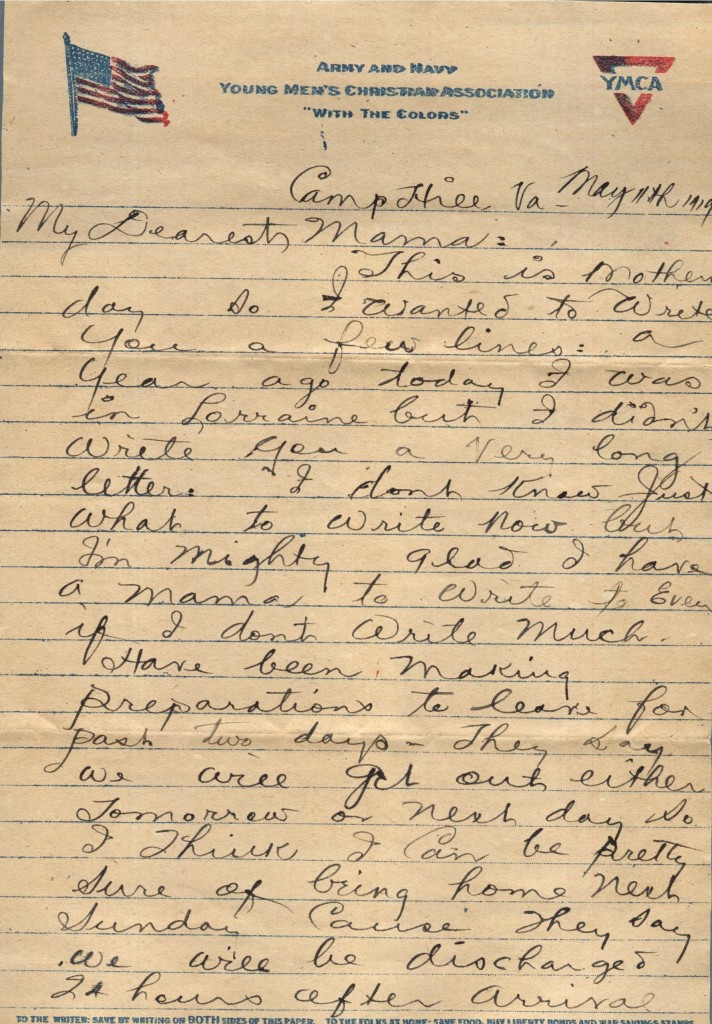 ARMY AND NAVY
YOUNG MEN'S CHRISTIAN ASSOCIATION
"WITH THE COLORS"
YMCA
Camp Hill Va - May 11th 1919
My Dearest Mama:
This is Mother
day so I wanted to write
you a few lines: a
year ago today I was
in Lorraine but I didn't
write you a very long
letter. I dont know just
what to write now but
I'm mighty glad I have
a mama to write to Even
if I dont write much.
Have been making
preparations to leave for
past two days - They say
we will get out either
tomorrow or next day so
I think I can be pretty
sure of being home next
Sunday Cause they say
we will be discharged
24 hours after arrival
TO THE WRITER: SAVE BY WRITING ON BOTH SIDES OF THIS PAPER. TO THE FOLKS AT HOME: SAVE FOOD, BUY LIBERTY BONDS AND WAR SAVINGS STAMPS